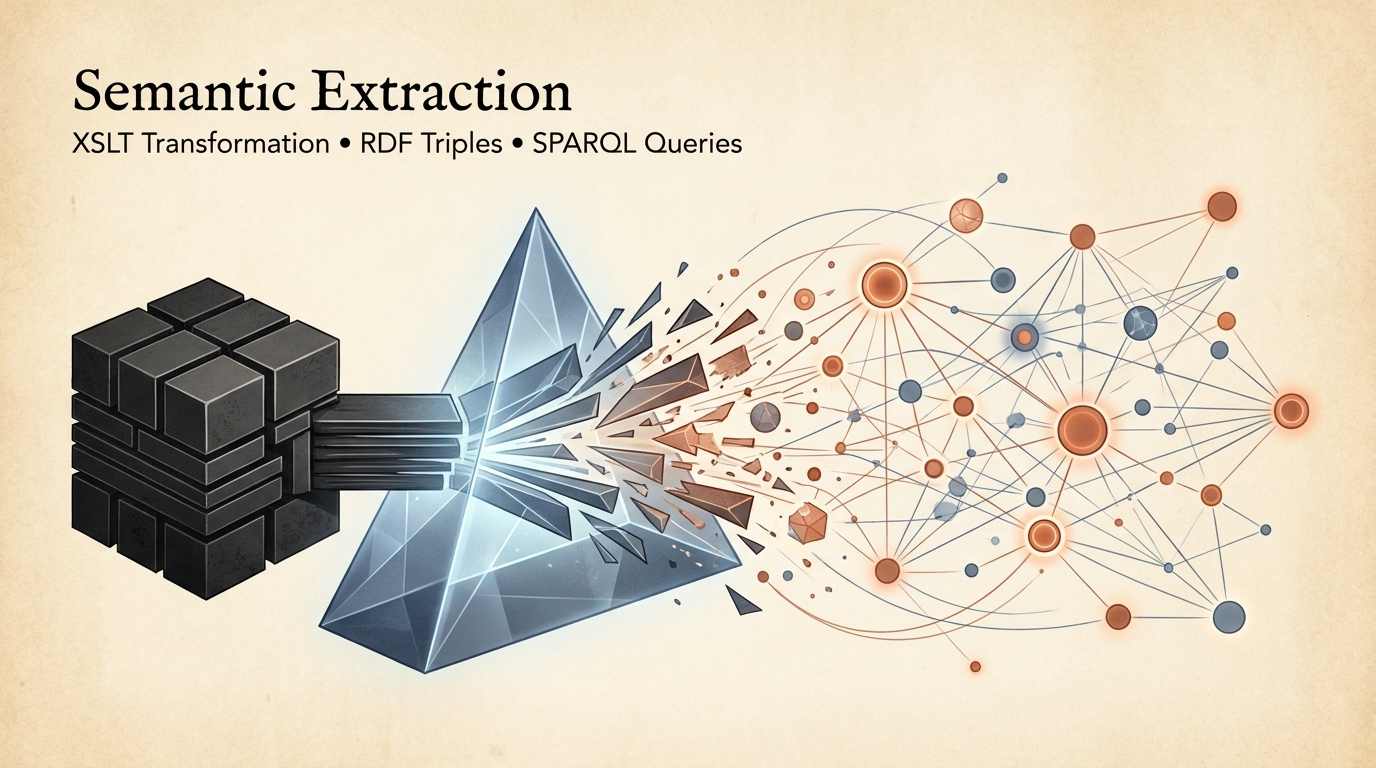 Semantic Extraction
XSLT Transformation • RDF Triples • SPARQL Queries